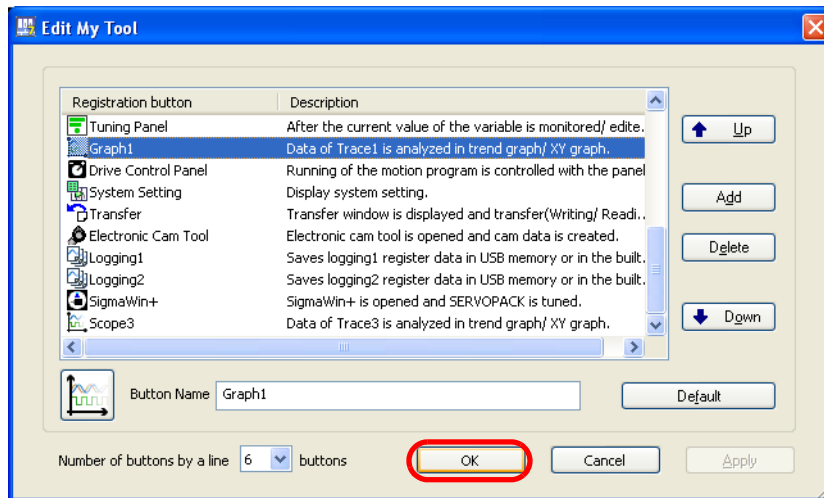 Edit My Tool
Registration button Description
Tuning Panel After the current value of the variable is monitored/ edite.
Graph1 Data of Trace1 is analyzed in trend graph/ XY graph.
Drive Control Panel Running of the motion program is controlled with the panel
System Setting Display system setting.
Transfer Transfer window is displayed and transfer(Writing/ Readi..
Electronic Cam Tool Electronic cam tool is opened and cam data is created.
Logging1 Saves logging1 register data in USB memory or in the built.
Logging2 Saves logging2 register data in USB memory or in the built.
SigmaWin+ SigmaWin+ is opened and SERVOPACK is tuned.
Scope3 Data of Trace3 is analyzed in trend graph/ XY graph.
Up
Add
Delete
Down
Button Name Graph1 Default
Number of buttons by a line 6 buttons OK Cancel Apply